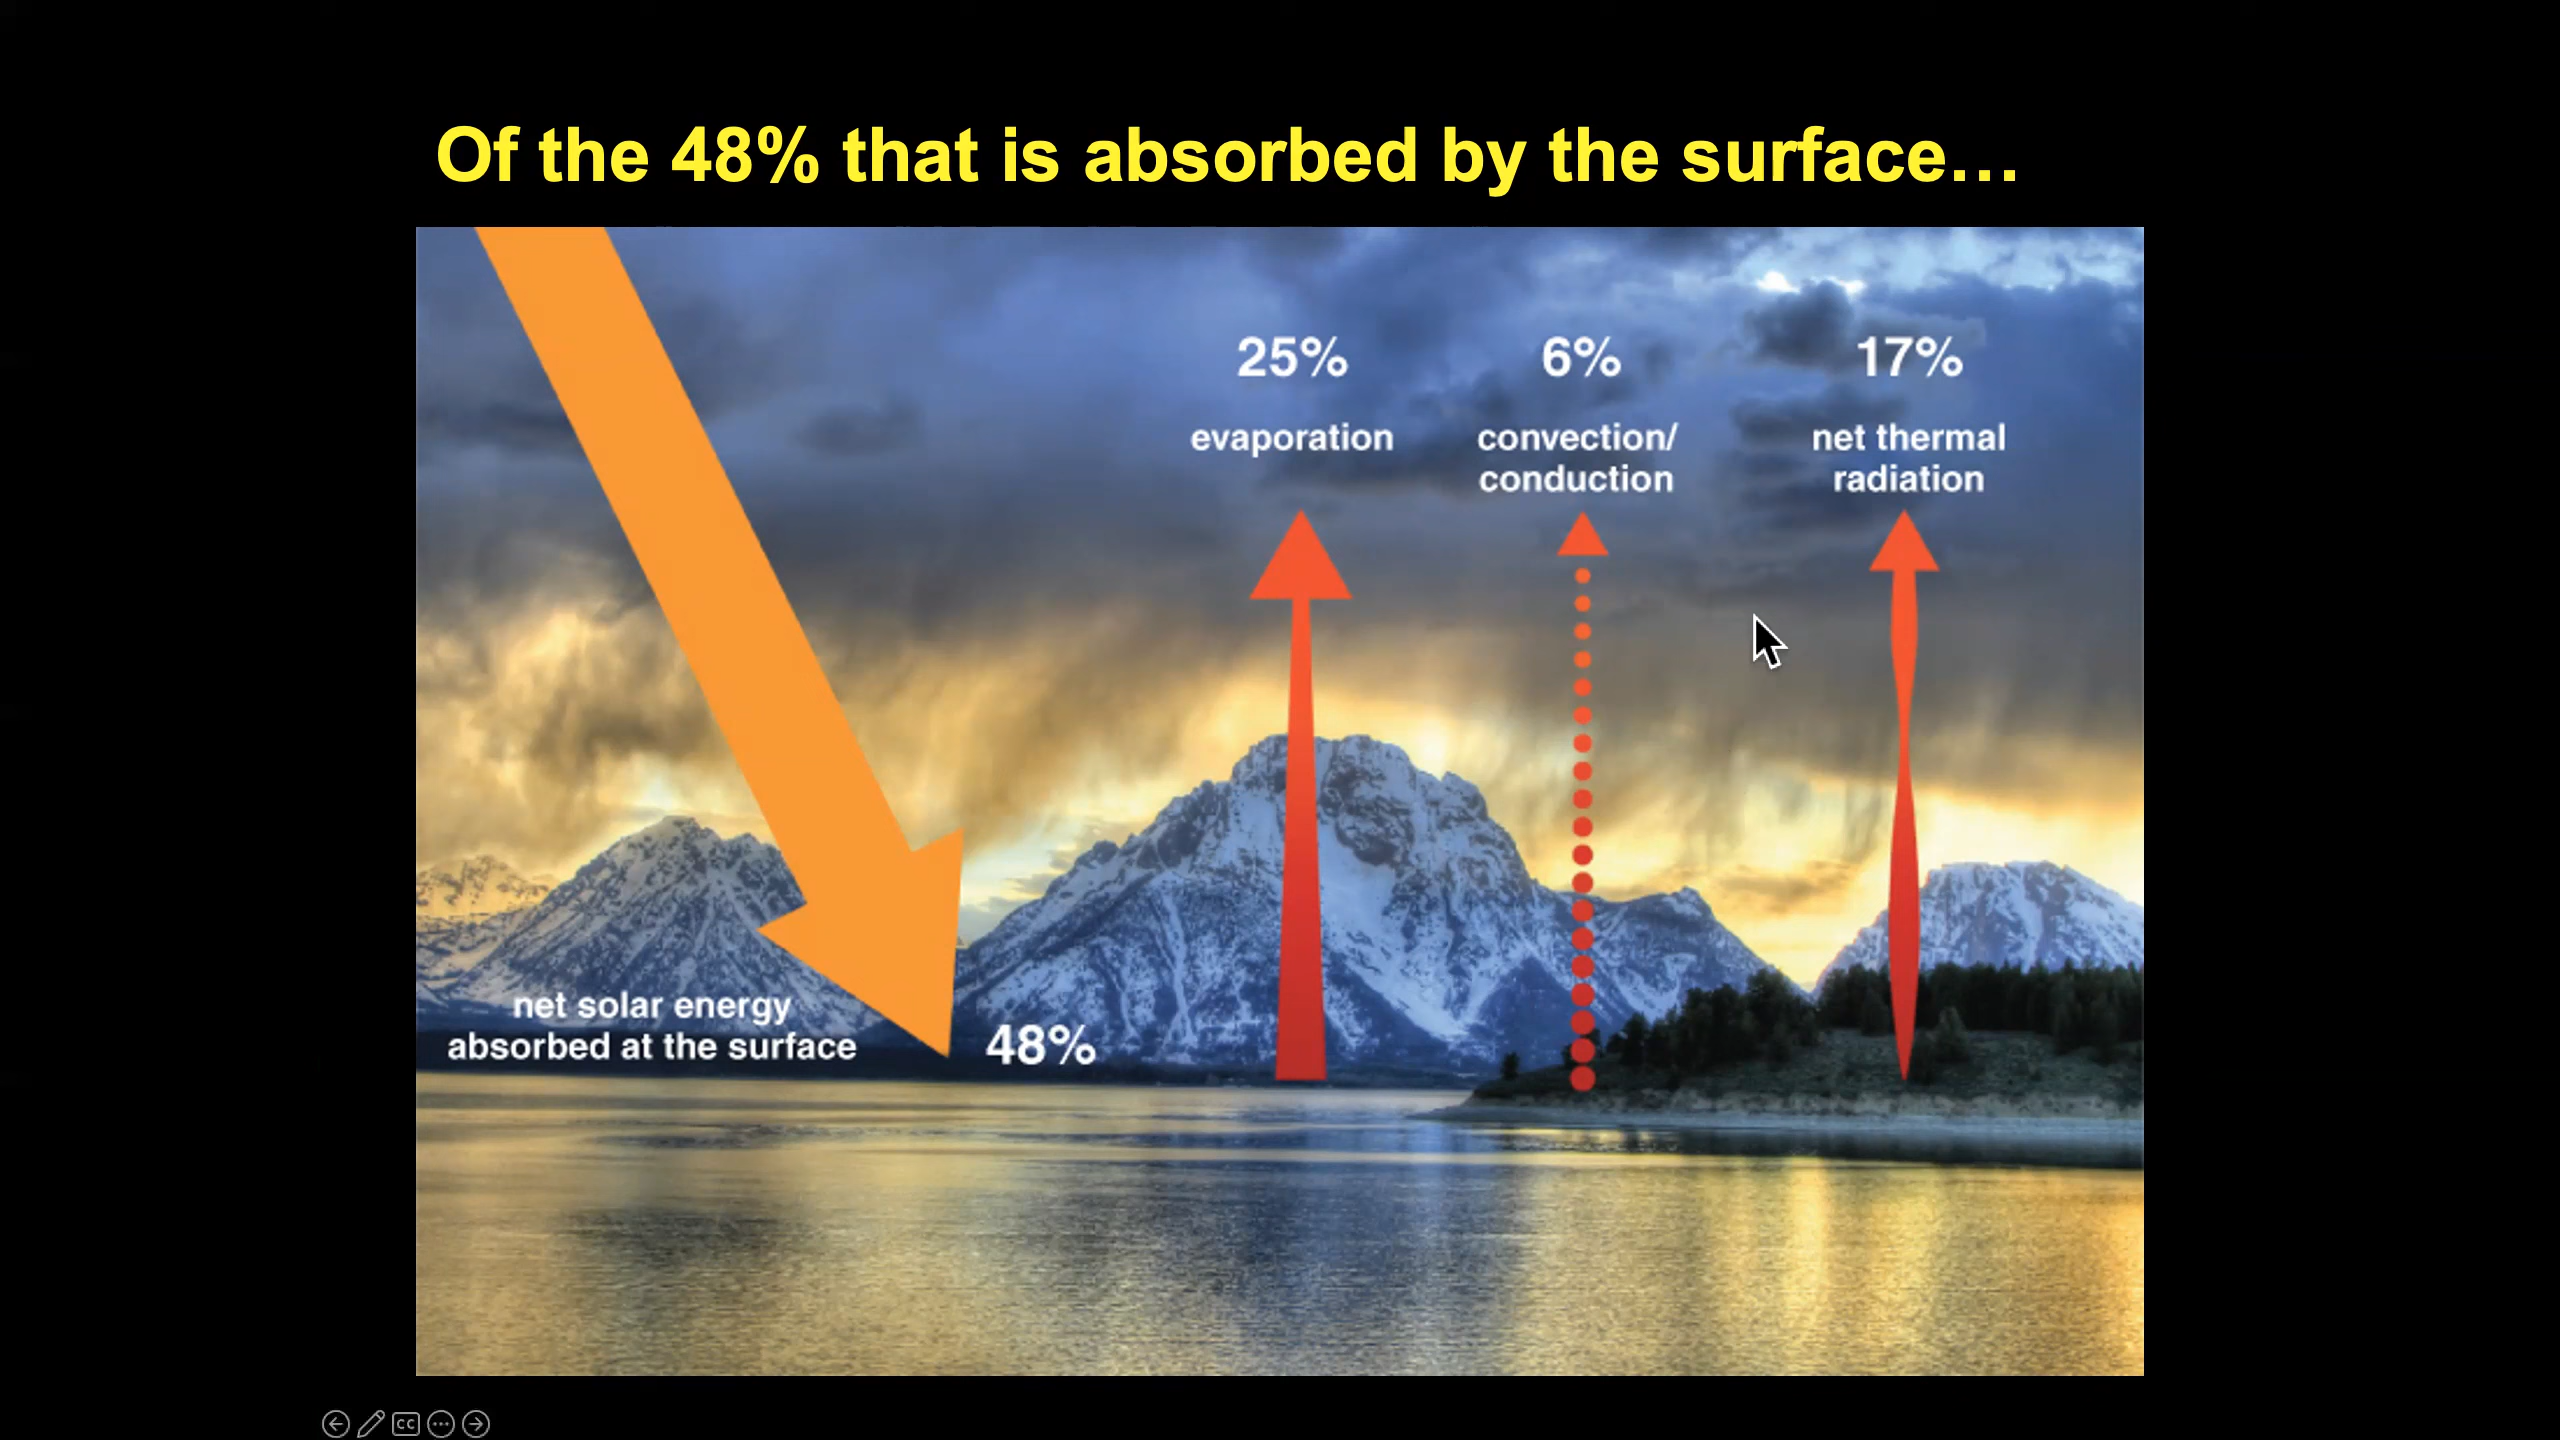 Of the 48% that is absorbed by the surface…
25%
6%
17%
evaporation
convection/
conduction
net thermal
radiation
net solar energy
absorbed at the surface
48%
CC